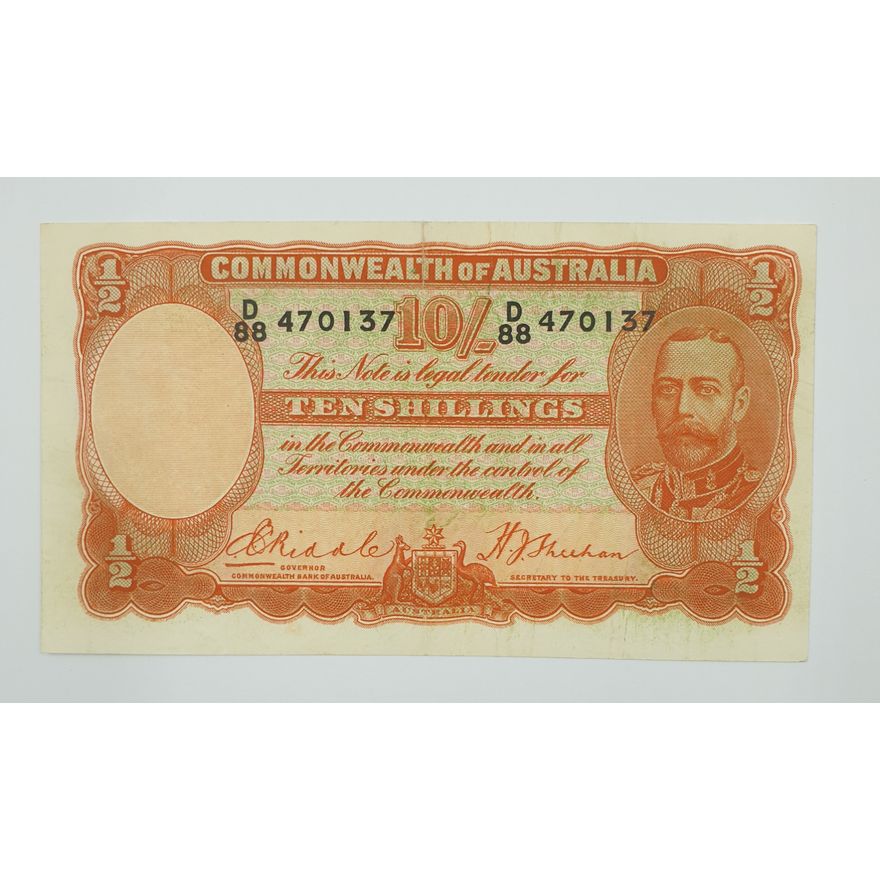 COMMONWEALTH OF AUSTRALIA
1/2
1/2
D/88 470137 10/- D/88 470137
This Note is legal tender for
TEN SHILLINGS
in the Commonwealth and in all
Territories under the control of
the Commonwealth.
E C Riddle
H. J. Sheehan
GOVERNOR
COMMONWEALTH BANK OF AUSTRALIA.
SECRETARY TO THE TREASURY.
1/2
1/2
AUSTRALIA